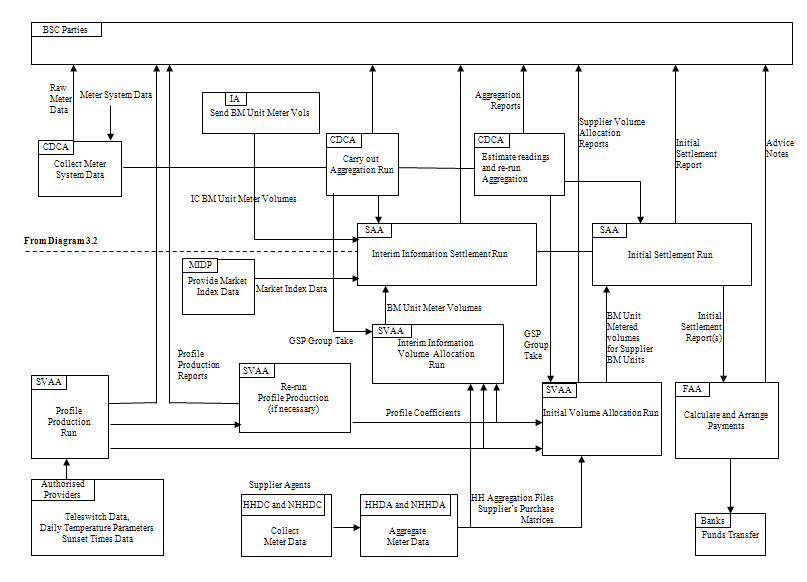 BSC Parties
Raw
Meter
Data
Meter System Data
IA
Send BM Unit Meter Vols
Aggregation
Reports
Supplier Volume
Allocation
Reports
Initial
Settlement
Report
Advice
Notes
CDCA
Collect Meter
System Data
CDCA
Carry out
Aggregation Run
CDCA
Estimate readings
and re-run
Aggregation
IC BM Unit Meter Volumes
From Diagram 3.2
SAA
Interim Information Settlement Run
SAA
Initial Settlement Run
MIDP
Provide Market
Index Data
Market Index Data
BM Unit Meter Volumes
GSP Group Take
SVAA
Interim Information
Volume Allocation
Run
GSP
Group
Take
BM Unit
Metered
volumes
for Supplier
BM Units
Initial
Settlement
Report(s)
Profile
Production
Reports
SVAA
Profile
Production
Run
SVAA
Re-run
Profile Production
(if necessary)
Profile Coefficients
SVAA
Initial Volume Allocation Run
FAA
Calculate and Arrange
Payments
Authorised
Providers
Teleswitch Data,
Daily Temperature Parameters
Sunset Times Data
Supplier Agents
HHDC and NHHDC
Collect
Meter Data
HHDA and NHHDA
Aggregate
Meter Data
HH Aggregation Files
Supplier's Purchase
Matrices
Banks
Funds Transfer